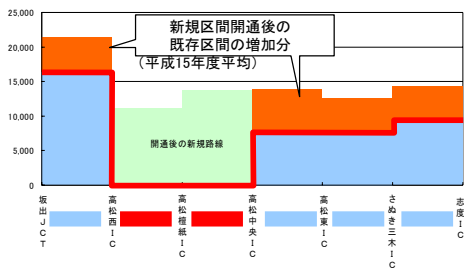 25,000
20,000
15,000
10,000
5,000
0
新規区間開通後の
既存区間の増加分
(平成15年度平均)
開通後の新規路線
坂出JCT
高松西IC
高松檀紙IC
高松中央IC
高松東IC
さぬき三木IC
志度IC